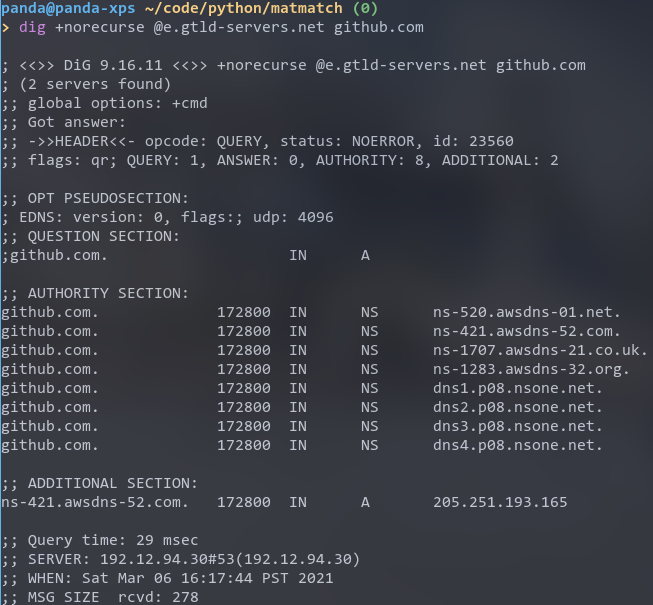 panda@panda-xps ~/code/python/matmatch (0)
> dig +norecurse @e.gtld-servers.net github.com
; <<>> DiG 9.16.11 <<>> +norecurse @e.gtld-servers.net github.com
; (2 servers found)
;; global options: +cmd
;; Got answer:
;; ->>HEADER<<- opcode: QUERY, status: NOERROR, id: 23560
;; flags: qr; QUERY: 1, ANSWER: 0, AUTHORITY: 8, ADDITIONAL: 2
;; OPT PSEUDOSECTION:
; EDNS: version: 0, flags:; udp: 4096
;; QUESTION SECTION:
;github.com. IN A
;; AUTHORITY SECTION:
github.com. 172800 IN NS ns-520.awsdns-01.net.
github.com. 172800 IN NS ns-421.awsdns-52.com.
github.com. 172800 IN NS ns-1707.awsdns-21.co.uk.
github.com. 172800 IN NS ns-1283.awsdns-32.org.
github.com. 172800 IN NS dns1.p08.nsone.net.
github.com. 172800 IN NS dns2.p08.nsone.net.
github.com. 172800 IN NS dns3.p08.nsone.net.
github.com. 172800 IN NS dns4.p08.nsone.net.
;; ADDITIONAL SECTION:
ns-421.awsdns-52.com. 172800 IN A 205.251.193.165
;; Query time: 29 msec
;; SERVER: 192.12.94.30#53(192.12.94.30)
;; WHEN: Sat Mar 06 16:17:44 PST 2021
;; MSG SIZE rcvd: 278